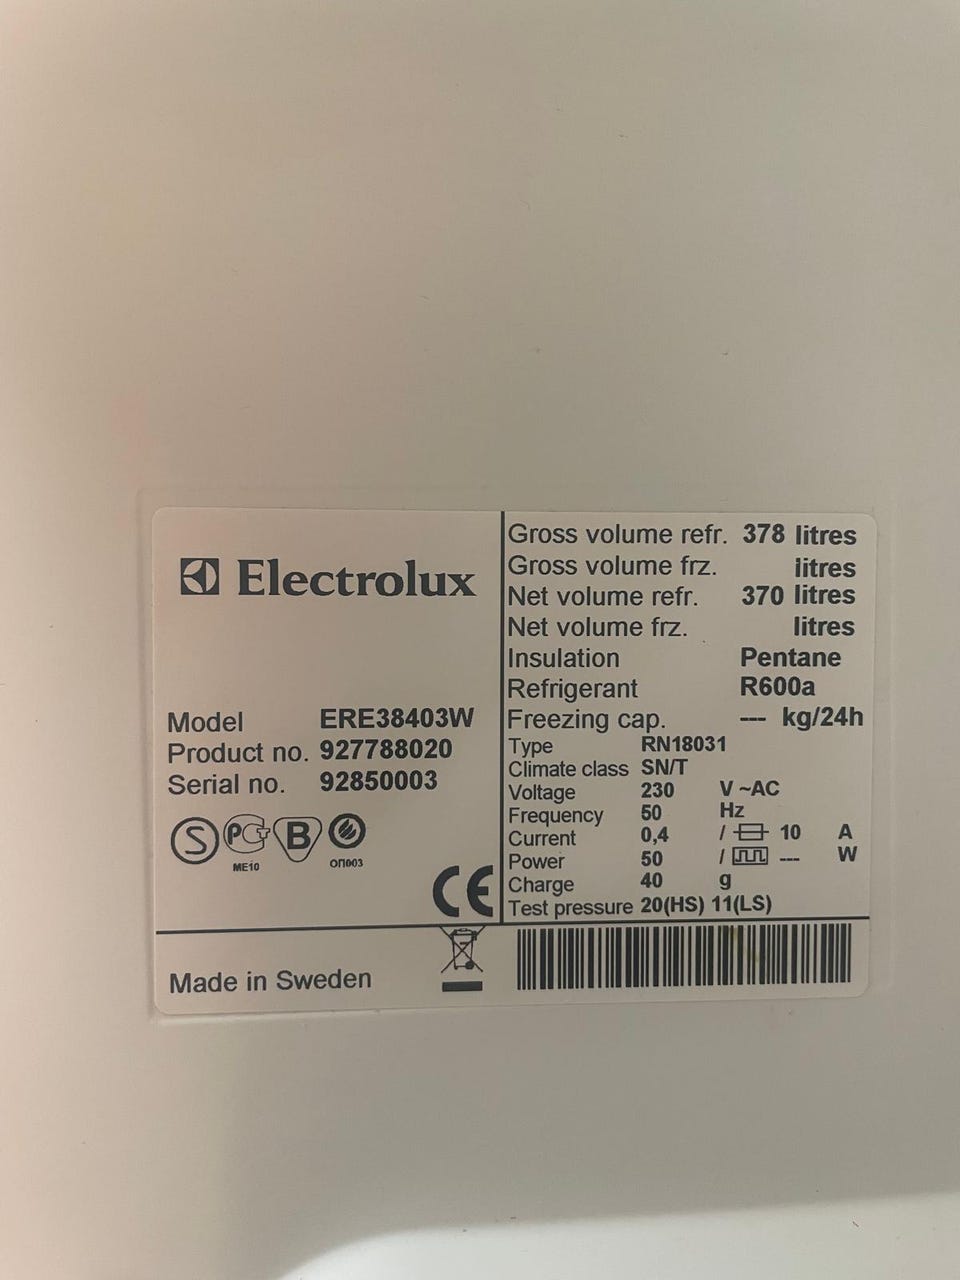 Electrolux
Model ERE38403W
Product no. 927788020
Serial no. 92850003
S PCT B
ME10 ОП003
CE
Gross volume refr. 378 litres
Gross volume frz. litres
Net volume refr. 370 litres
Net volume frz. litres
Insulation Pentane
Refrigerant R600a
Freezing cap. --- kg/24h
Type RN18031
Climate class SN/T
Voltage 230 V ~AC
Frequency 50 Hz
Current 0,4 / 10 A
Power 50 / --- W
Charge 40 g
Test pressure 20(HS) 11(LS)
Made in Sweden